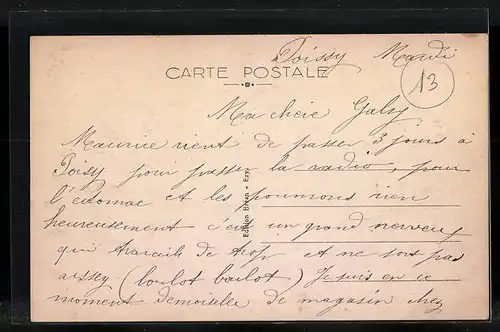 Poissy Mardi
CARTE POSTALE
13
Ma chère Gaby
Maurice vient de passer 3 jours à
Poissy pour passer la radio, pour
l'estomac et les poumons rien
heureusement c'est un grand nerveux
qui travaille de trop et ne sort pas
assez (boulot boulot) Je suis en ce
moment demoiselle de magasin chez
Edition Bréan - Ezy